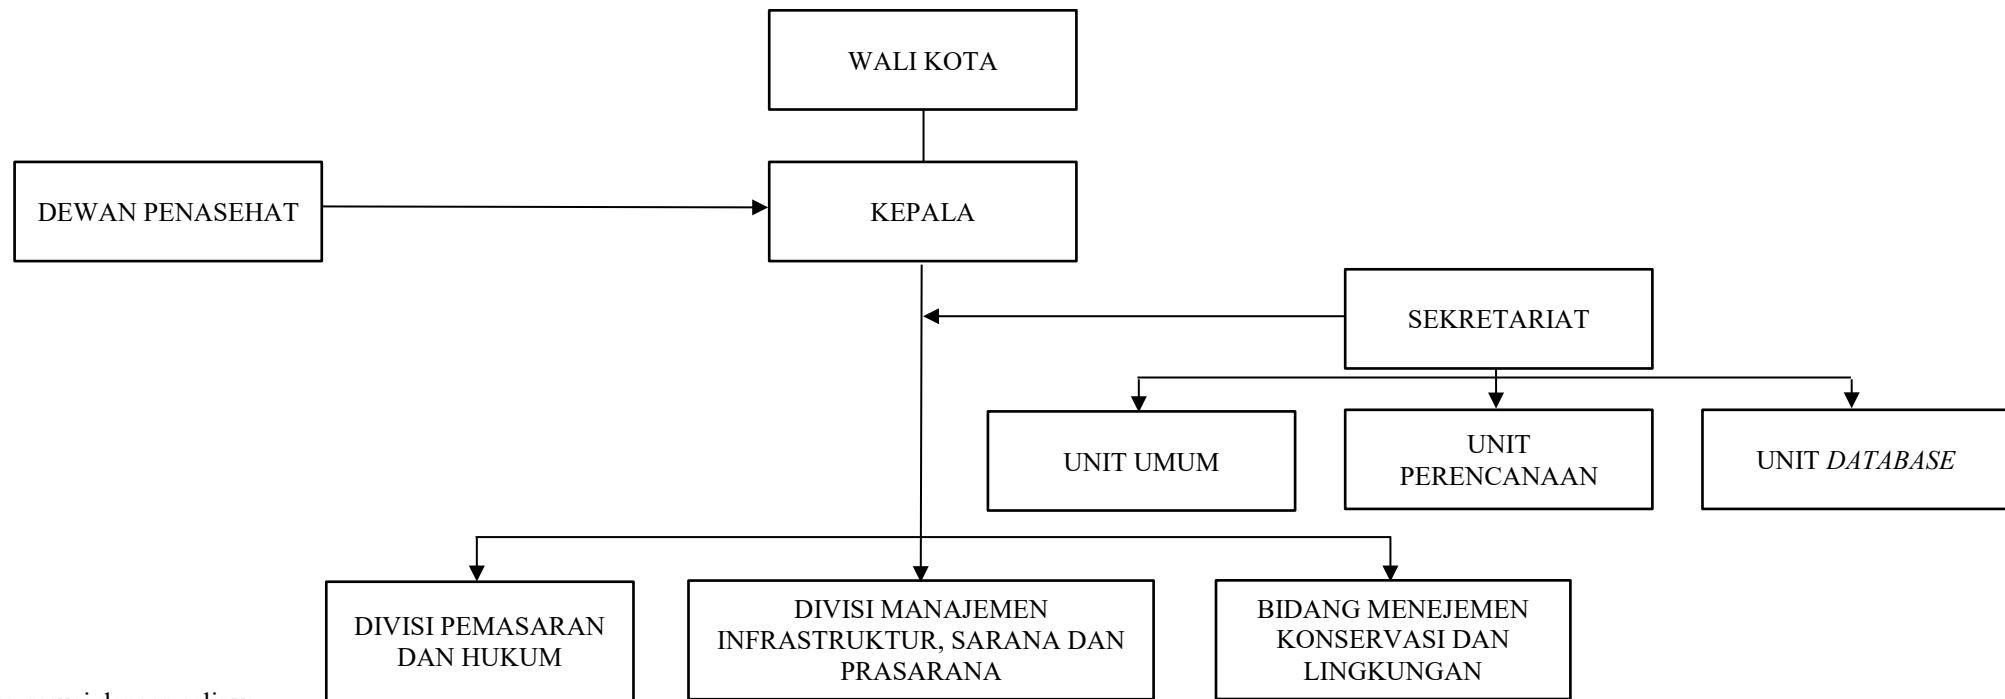 WALI KOTA
DEWAN PENASEHAT
KEPALA
SEKRETARIAT
UNIT UMUM
UNIT
PERENCANAAN
UNIT DATABASE
DIVISI PEMASARAN
DAN HUKUM
DIVISI MANAJEMEN
INFRASTRUKTUR, SARANA DAN
PRASARANA
BIDANG MENEJEMEN
KONSERVASI DAN
LINGKUNGAN